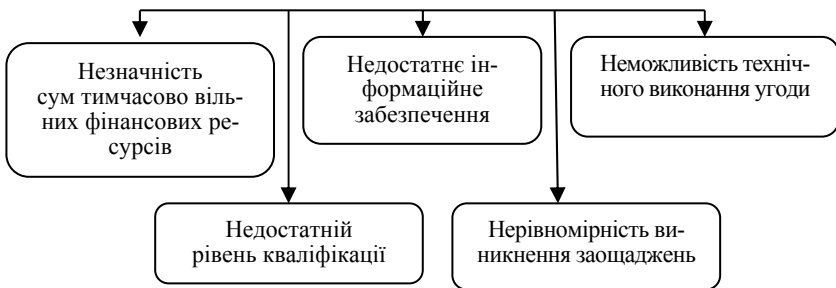 Незначність
сум тимчасово віль-
них фінансових ре-
сурсів
Недостатнє ін-
формаційне
забезпечення
Неможливість техніч-
ного виконання угоди
Недостатній
рівень кваліфікації
Нерівномірність ви-
никнення заощаджень